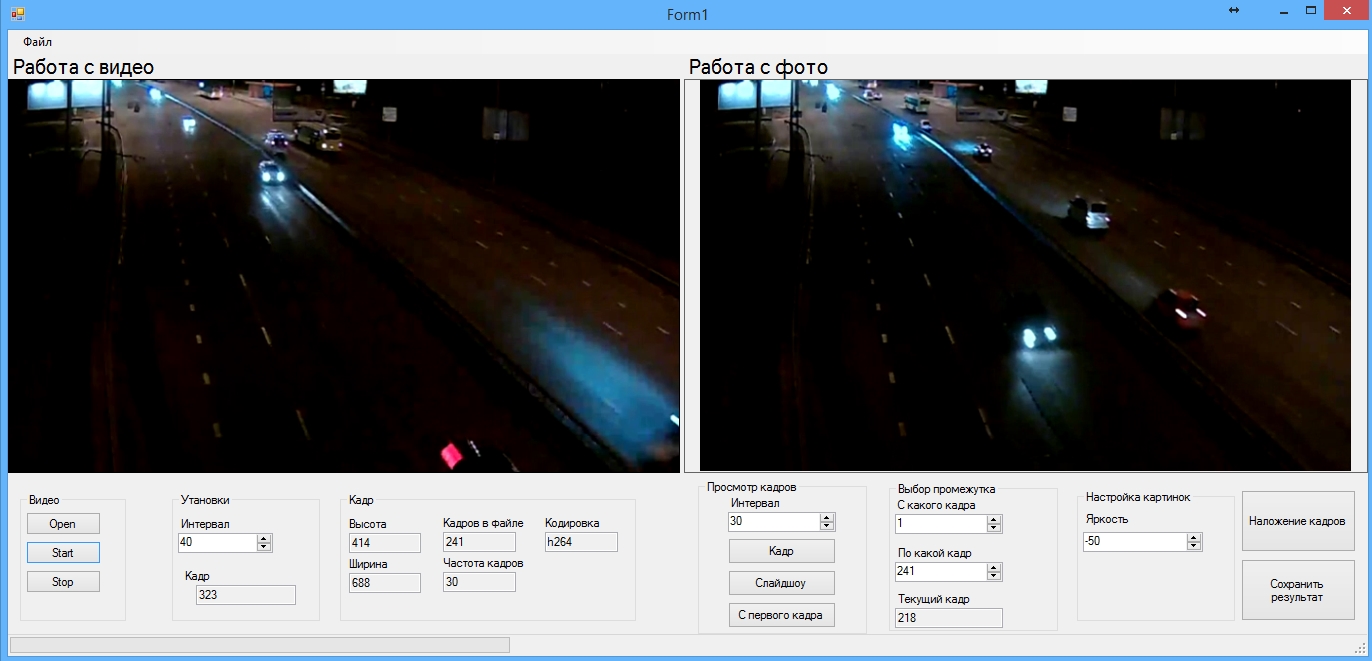 Form1
Файл
Работа с видео
Работа с фото
Видео
Open
Start
Stop
Утановки
Интервал
40
Кадр
323
Кадр
Высота
414
Ширина
688
Кадров в файле
241
Частота кадров
30
Кодировка
h264
Просмотр кадров
Интервал
30
Кадр
Слайдшоу
С первого кадра
Выбор промежутка
С какого кадра
1
По какой кадр
241
Текущий кадр
218
Настройка картинок
Яркость
-50
Наложение кадров
Сохранить
результат